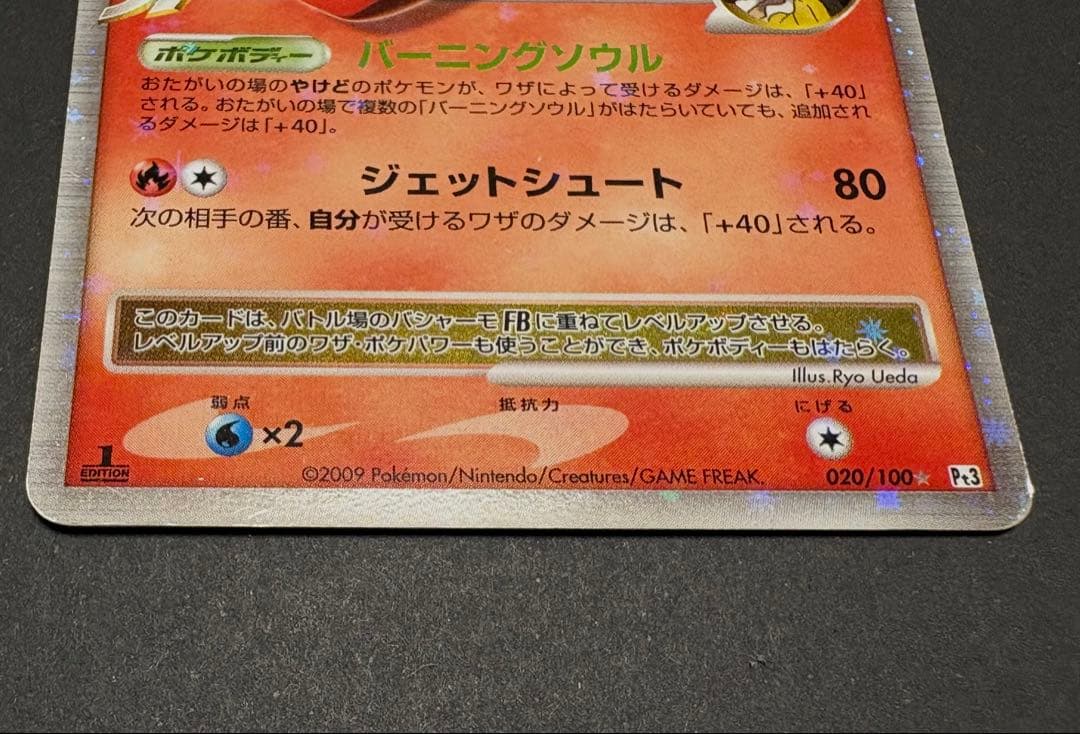 ポケボディー バーニングソウル
おたがいの場のやけどのポケモンが、ワザによって受けるダメージは、「+40」
される。おたがいの場で複数の「バーニングソウル」がはたらいていても、追加され
るダメージは「+40」。
ジェットシュート 80
次の相手の番、自分が受けるワザのダメージは、「+40」される。
このカードは、バトル場のバシャーモFBに重ねてレベルアップさせる。
レベルアップ前のワザ・ポケパワーも使うことができ、ポケボディーもはたらく。
Illus.Ryo Ueda
弱点 抵抗力 にげる
×2
1
EDITION
©2009 Pokémon/Nintendo/Creatures/GAME FREAK. 020/100★ Pt3